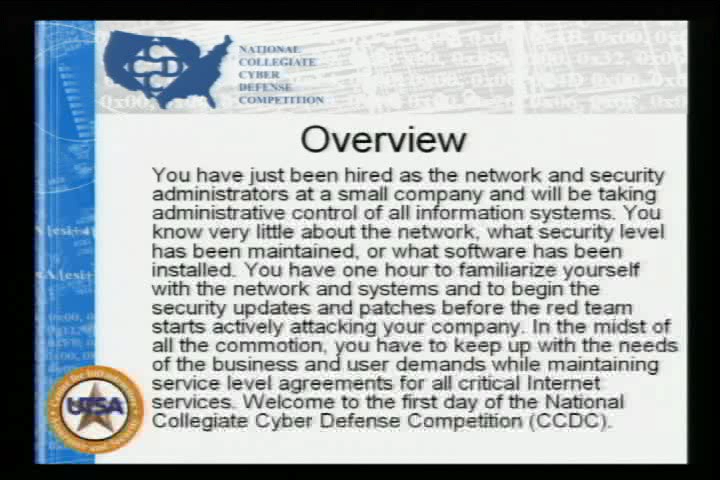 NATIONAL
COLLEGIATE
CYBER
DEFENSE
COMPETITION
CCDC
Overview
You have just been hired as the network and security
administrators at a small company and will be taking
administrative control of all information systems. You
know very little about the network, what security level
has been maintained, or what software has been
installed. You have one hour to familiarize yourself
with the network and systems and to begin the
security updates and patches before the red team
starts actively attacking your company. In the midst of
all the commotion, you have to keep up with the needs
of the business and user demands while maintaining
service level agreements for all critical Internet
services. Welcome to the first day of the National
Collegiate Cyber Defense Competition (CCDC).
UTSA